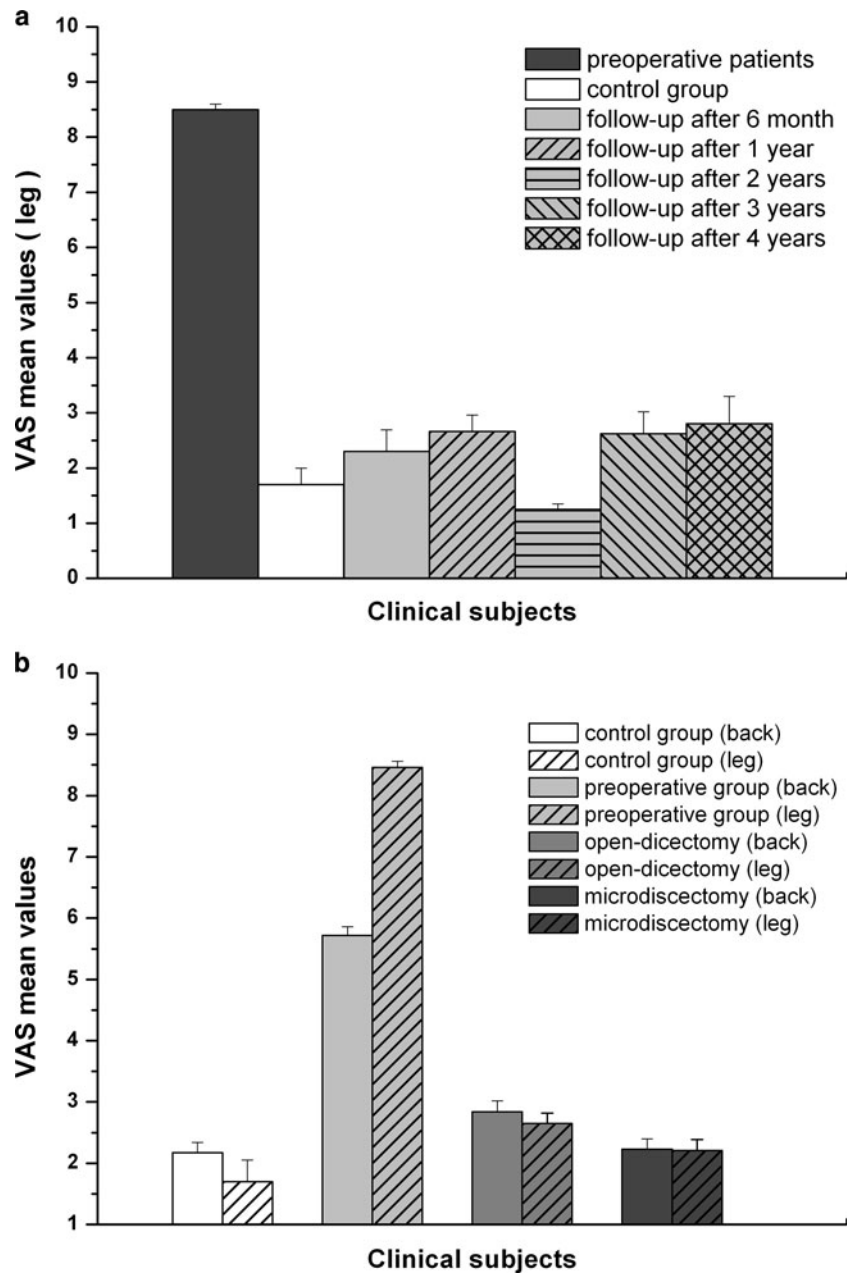 a
10
9
8
7
6
5
4
3
2
1
0
VAS mean values ( leg )
preoperative patients
control group
follow-up after 6 month
follow-up after 1 year
follow-up after 2 years
follow-up after 3 years
follow-up after 4 years
Clinical subjects
b
10
9
8
7
6
5
4
3
2
1
VAS mean values
control group (back)
control group (leg)
preoperative group (back)
preoperative group (leg)
open-dicectomy (back)
open-dicectomy (leg)
microdiscectomy (back)
microdiscectomy (leg)
Clinical subjects